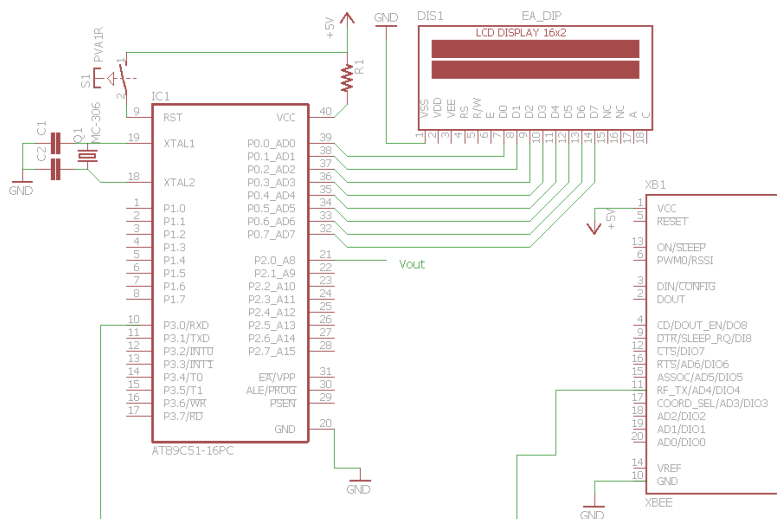 +5V
GND
DIS1
EA_DIP
LCD DISPLAY 16x2
VSS
VDD
VEE
RS
R/W
E
D0
D1
D2
D3
D4
D5
D6
D7
NC
NC
A
C
1
2
3
4
5
6
7
8
9
10
11
12
13
14
15
16
17
18
S1
PVA1R
1
2
R1
IC1
9 RST VCC 40
19 XTAL1 P0.0_AD0 39
P0.1_AD1 38
P0.2_AD2 37
18 XTAL2 P0.3_AD3 36
P0.4_AD4 35
1 P1.0 P0.5_AD5 34
2 P1.1 P0.6_AD6 33
3 P1.2 P0.7_AD7 32
4 P1.3
5 P1.4 P2.0_A8 21
6 P1.5 P2.1_A9 22
7 P1.6 P2.2_A10 23
8 P1.7 P2.3_A11 24
P2.4_A12 25
10 P3.0/RXD P2.5_A13 26
11 P3.1/TXD P2.6_A14 27
12 P3.2/INT0 P2.7_A15 28
13 P3.3/INT1
14 P3.4/T0 EA/VPP 31
15 P3.5/T1 ALE/PROG 30
16 P3.6/WR PSEN 29
17 P3.7/RD
GND 20
AT89C51-16PC
C1
C2
Q1
MC-306
GND
Vout
GND
XB1
+5V
1 VCC
5 RESET
13 ON/SLEEP
6 PWM0/RSSI
3 DIN/CONFIG
2 DOUT
4 CD/DOUT_EN/DO8
9 DTR/SLEEP_RQ/DI8
12 CTS/DIO7
16 RTS/AD6/DIO6
15 ASSOC/AD5/DIO5
11 RF_TX/AD4/DIO4
17 COORD_SEL/AD3/DIO3
18 AD2/DIO2
19 AD1/DIO1
20 AD0/DIO0
14 VREF
10 GND
XBEE
GND